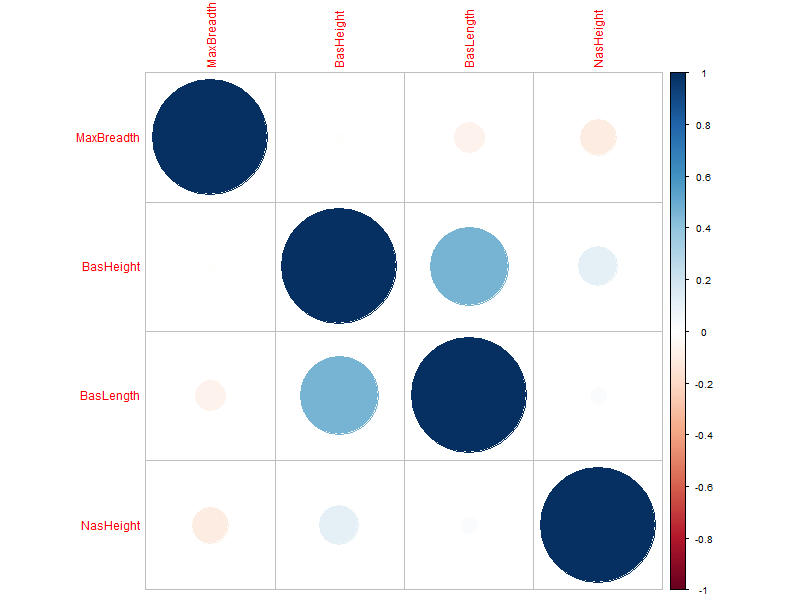 MaxBreadth
BasHeight
BasLength
NasHeight
MaxBreadth
BasHeight
BasLength
NasHeight
1
0.8
0.6
0.4
0.2
0
-0.2
-0.4
-0.6
-0.8
-1